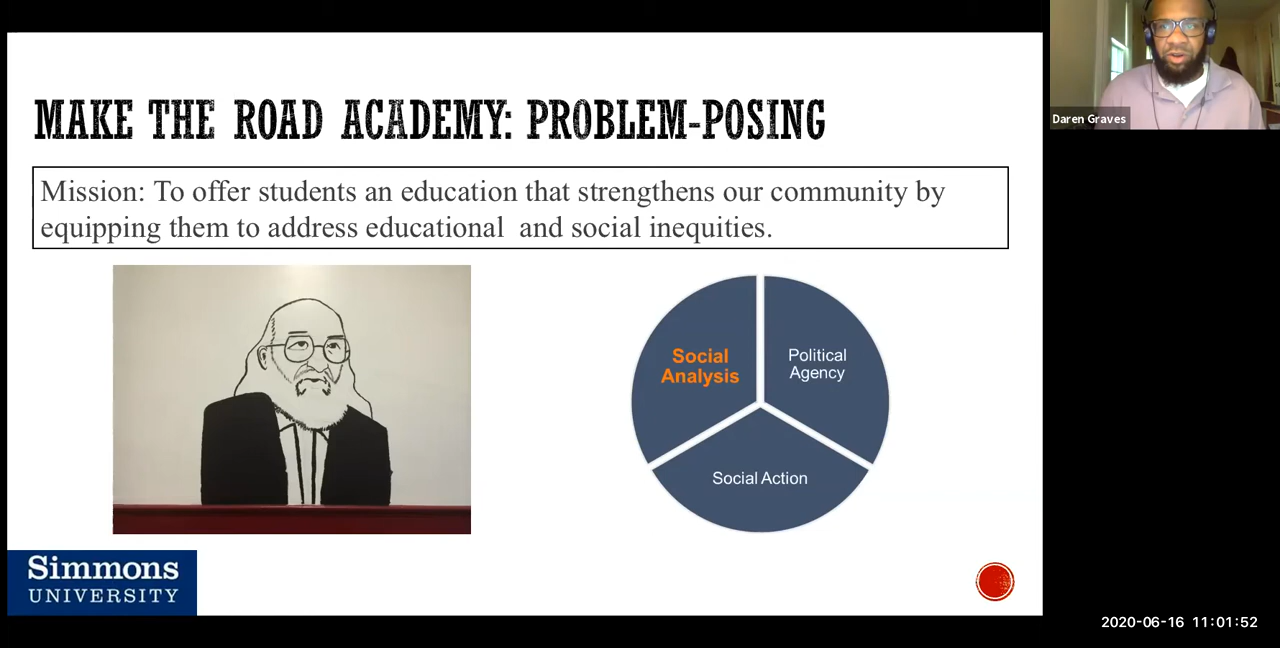 MAKE THE ROAD ACADEMY: PROBLEM-POSING
Mission: To offer students an education that strengthens our community by
equipping them to address educational  and social inequities.
Social
Analysis
Political
Agency
Social Action
Simmons
UNIVERSITY
Daren Graves
2020-06-16 11:01:52